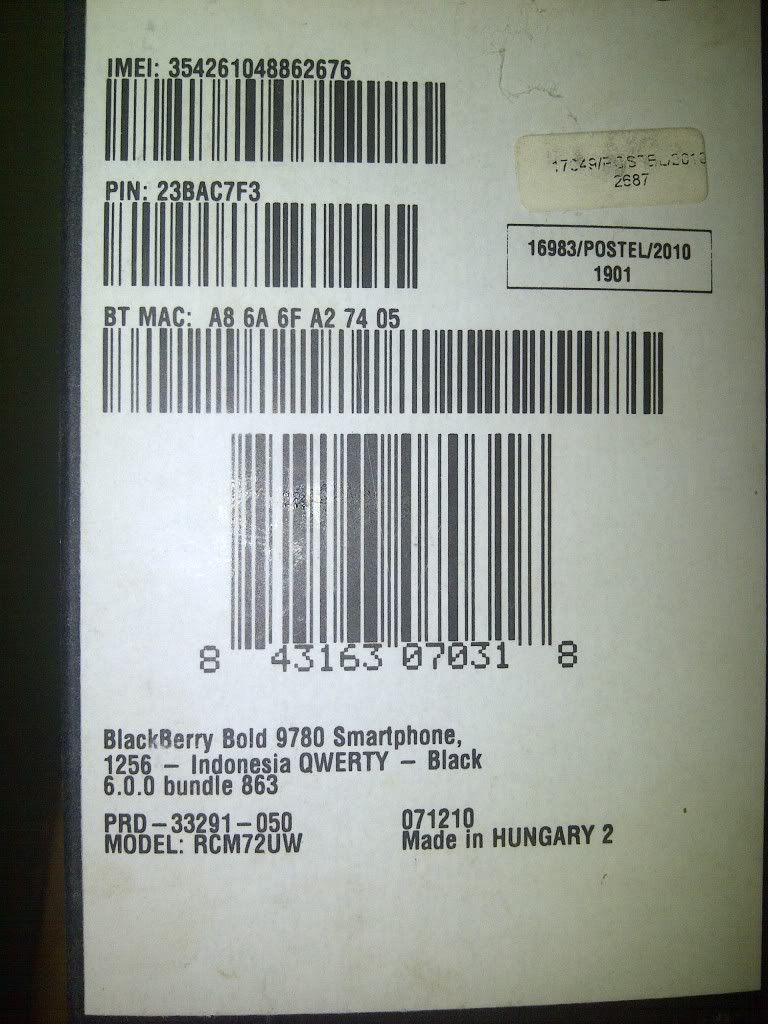 IMEI: 354261048862676
PIN: 23BAC7F3
2687
16983/POSTEL/2010
1901
BT MAC: A8 6A 6F A2 74 05
8 43163 07031 8
BlackBerry Bold 9780 Smartphone,
1256 – Indonesia QWERTY – Black
6.0.0 bundle 863
PRD–33291–050
MODEL: RCM72UW
071210
Made in HUNGARY 2